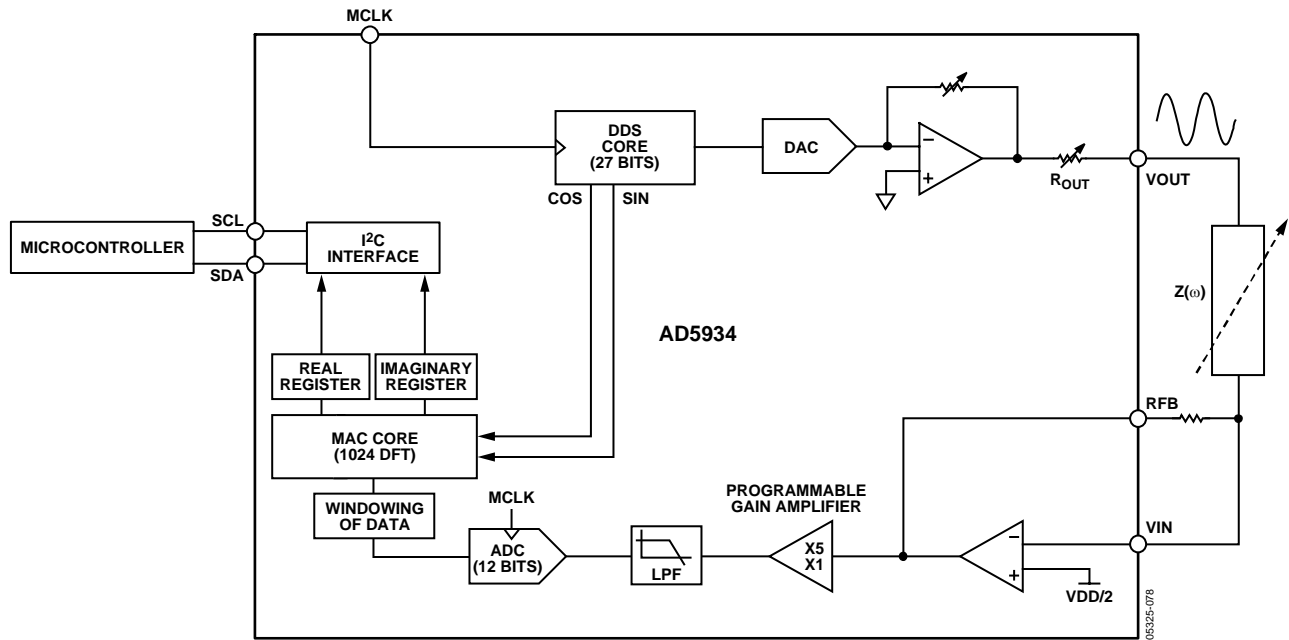 MCLK
DDS
CORE
(27 BITS)
DAC
−
+
ROUT
VOUT
COS
SIN
SCL
MICROCONTROLLER
SDA
I2C
INTERFACE
Z(ω)
AD5934
REAL
REGISTER
IMAGINARY
REGISTER
RFB
MAC CORE
(1024 DFT)
PROGRAMMABLE
GAIN AMPLIFIER
WINDOWING
OF DATA
MCLK
ADC
(12 BITS)
LPF
X5
X1
VIN
−
+
VDD/2
05325-078